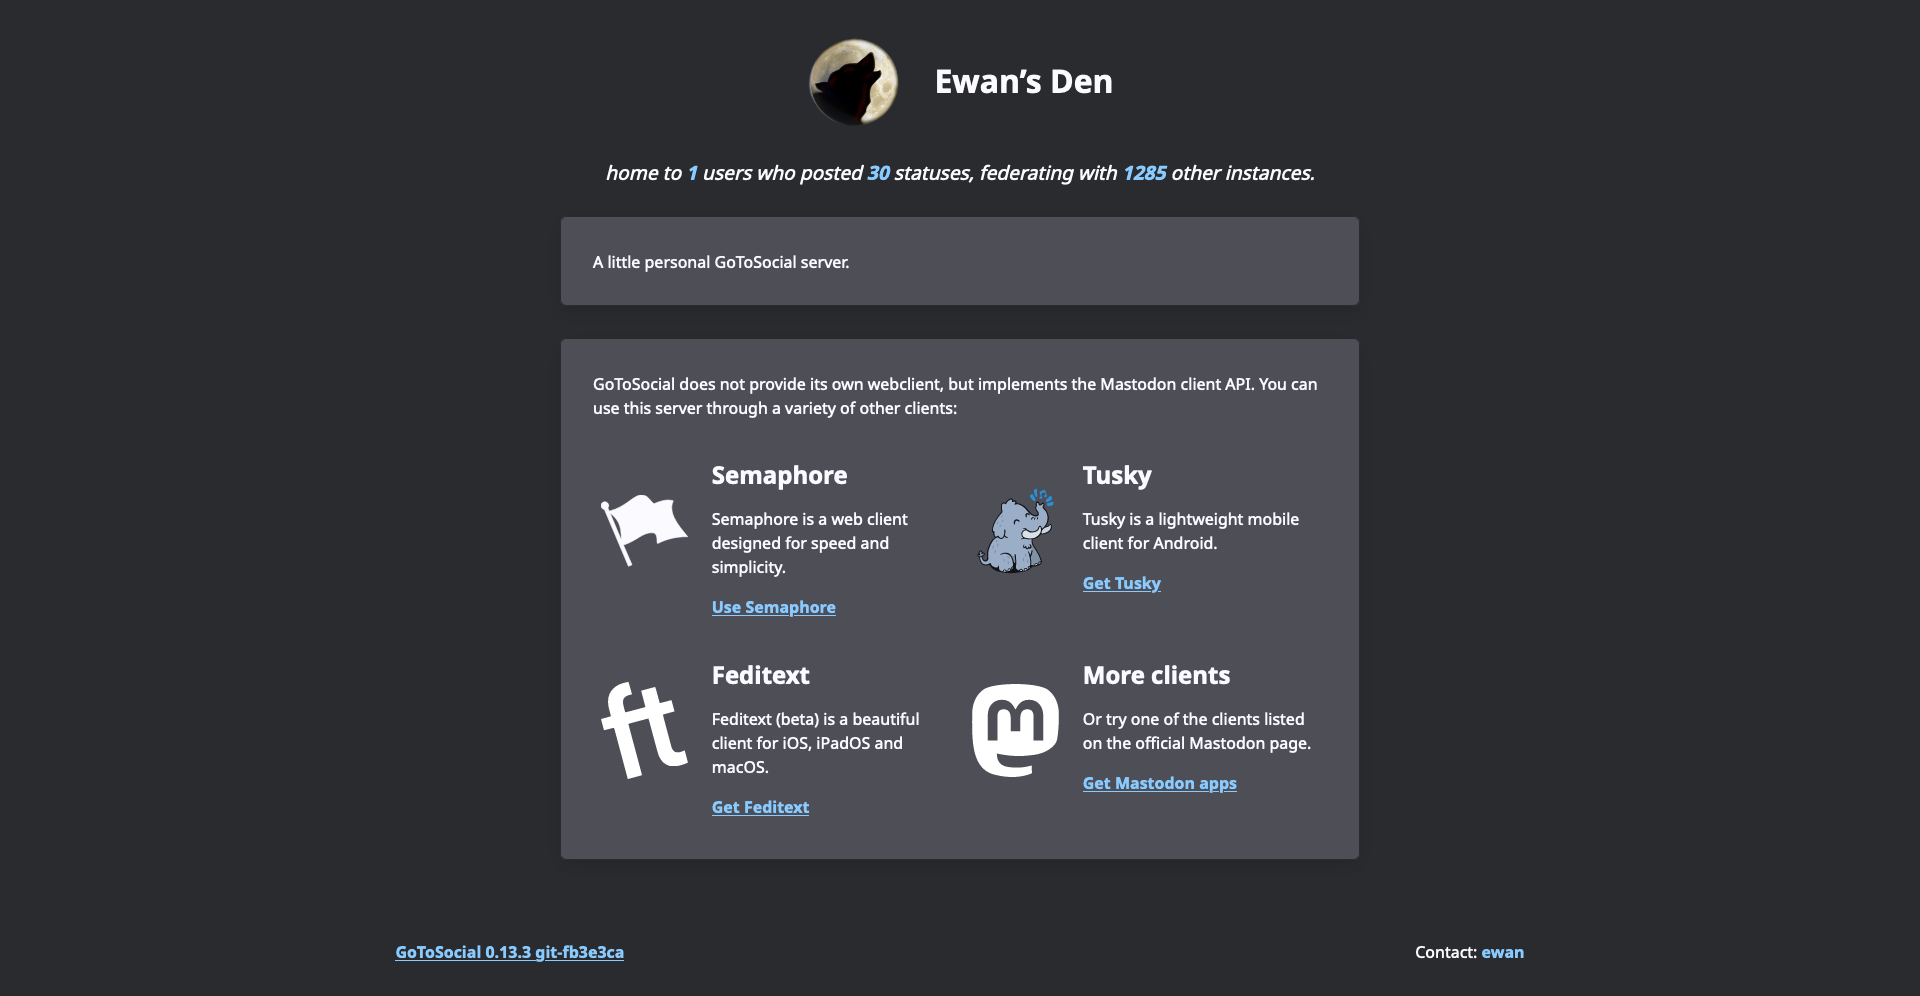 Ewan’s Den
home to 1 users who posted 30 statuses, federating with 1285 other instances.
A little personal GoToSocial server.
GoToSocial does not provide its own webclient, but implements the Mastodon client API. You can
use this server through a variety of other clients:
Semaphore
Semaphore is a web client
designed for speed and
simplicity.
Use Semaphore
Tusky
Tusky is a lightweight mobile
client for Android.
Get Tusky
ft
Feditext
Feditext (beta) is a beautiful
client for iOS, iPadOS and
macOS.
Get Feditext
m
More clients
Or try one of the clients listed
on the official Mastodon page.
Get Mastodon apps
GoToSocial 0.13.3 git-fb3e3ca
Contact: ewan